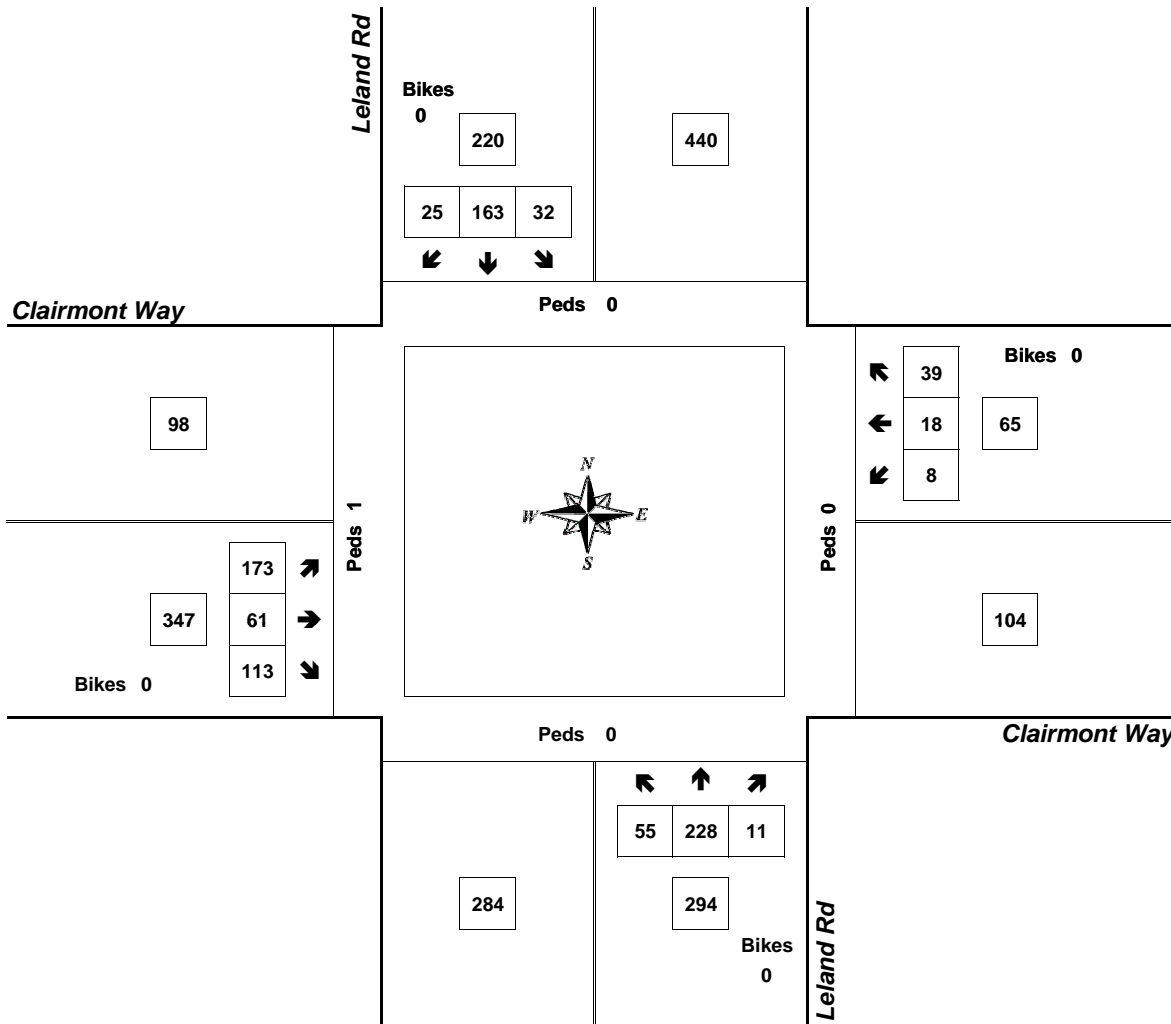 Leland Rd
Bikes
0
220
440
25 163 32
Peds 0
Clairmont Way
Bikes 0
39
18
8
65
98
N
W E
S
Peds 1
Peds 0
173
61
113
347
Bikes 0
104
Clairmont Way
Peds 0
55 228 11
284
294
Bikes
0
Leland Rd